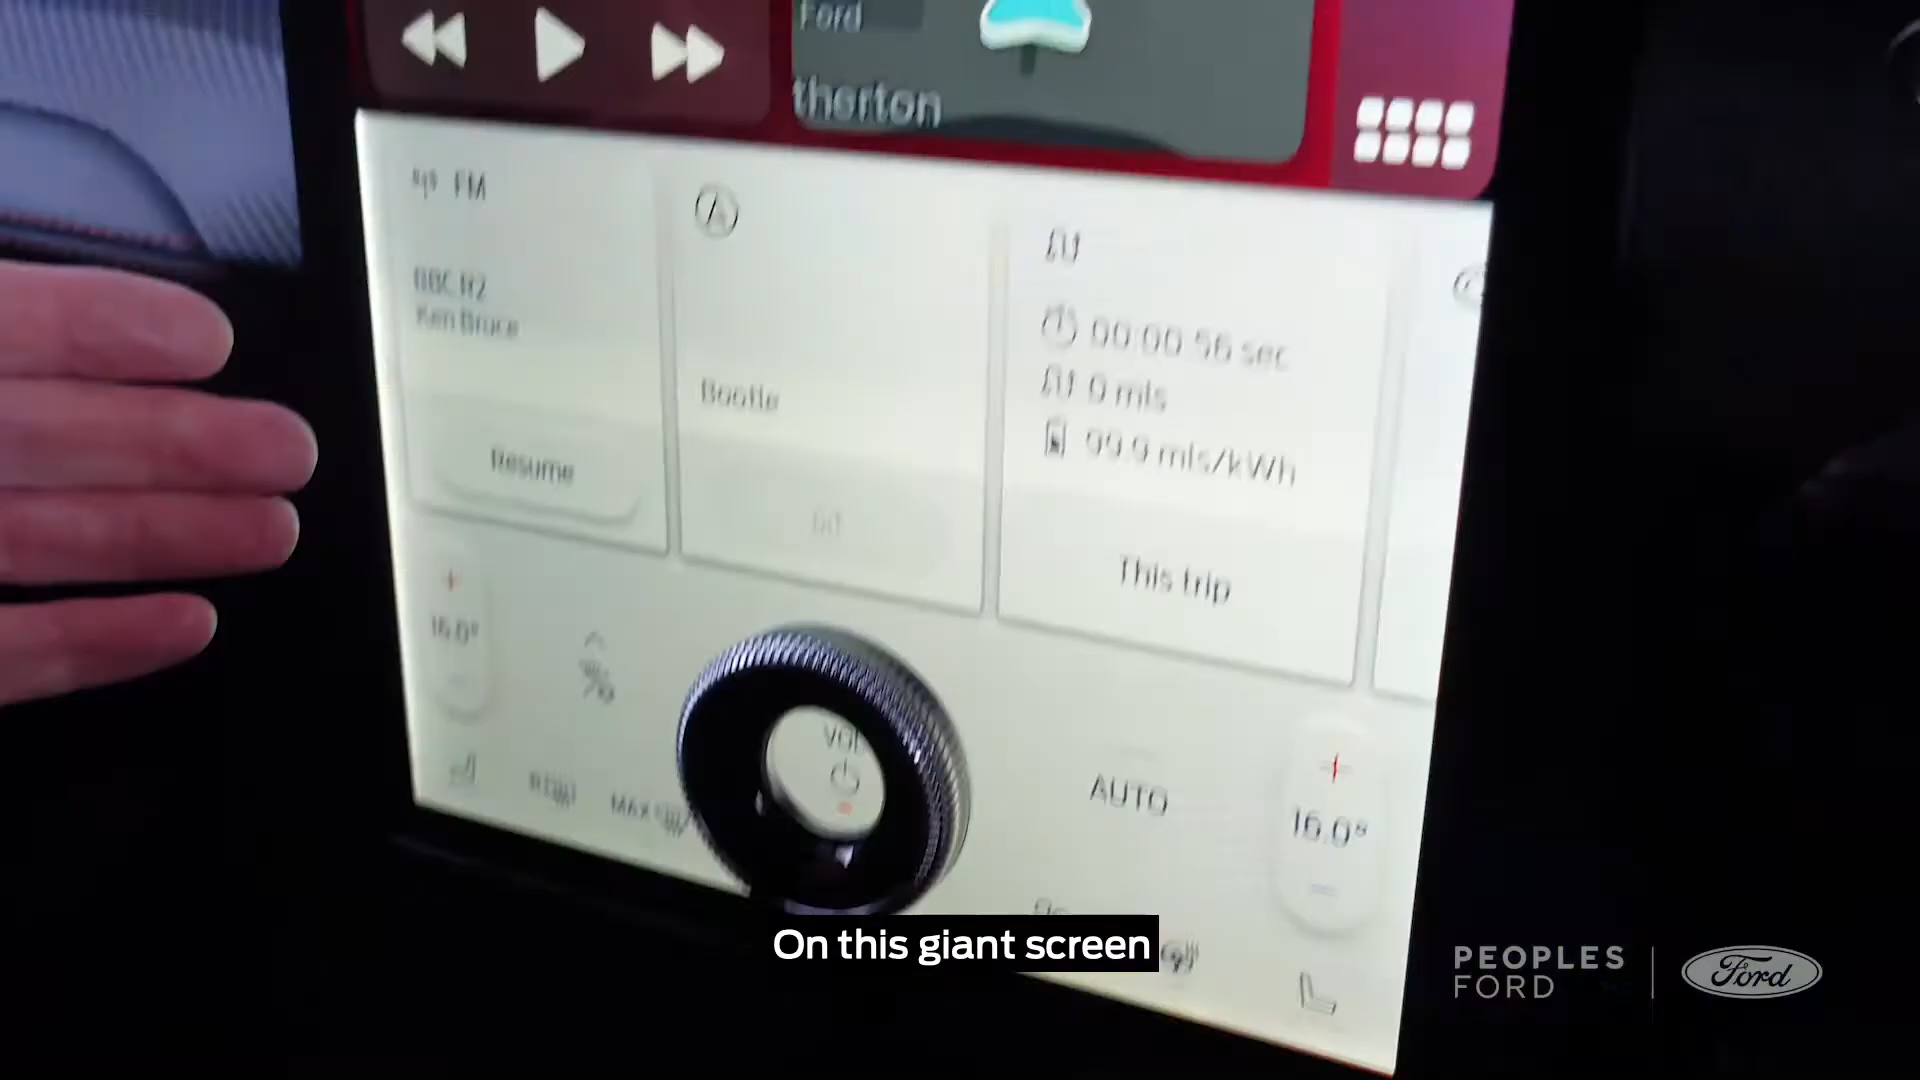 Ford
therton
FM
BBC R2
Ken Bruce
Resume
Bootle
00:00 56 sec
0 mls
99.9 mls/kWh
This trip
16.0°
VOL
AUTO
16.0°
MAX
On this giant screen
PEOPLES
FORD
Ford